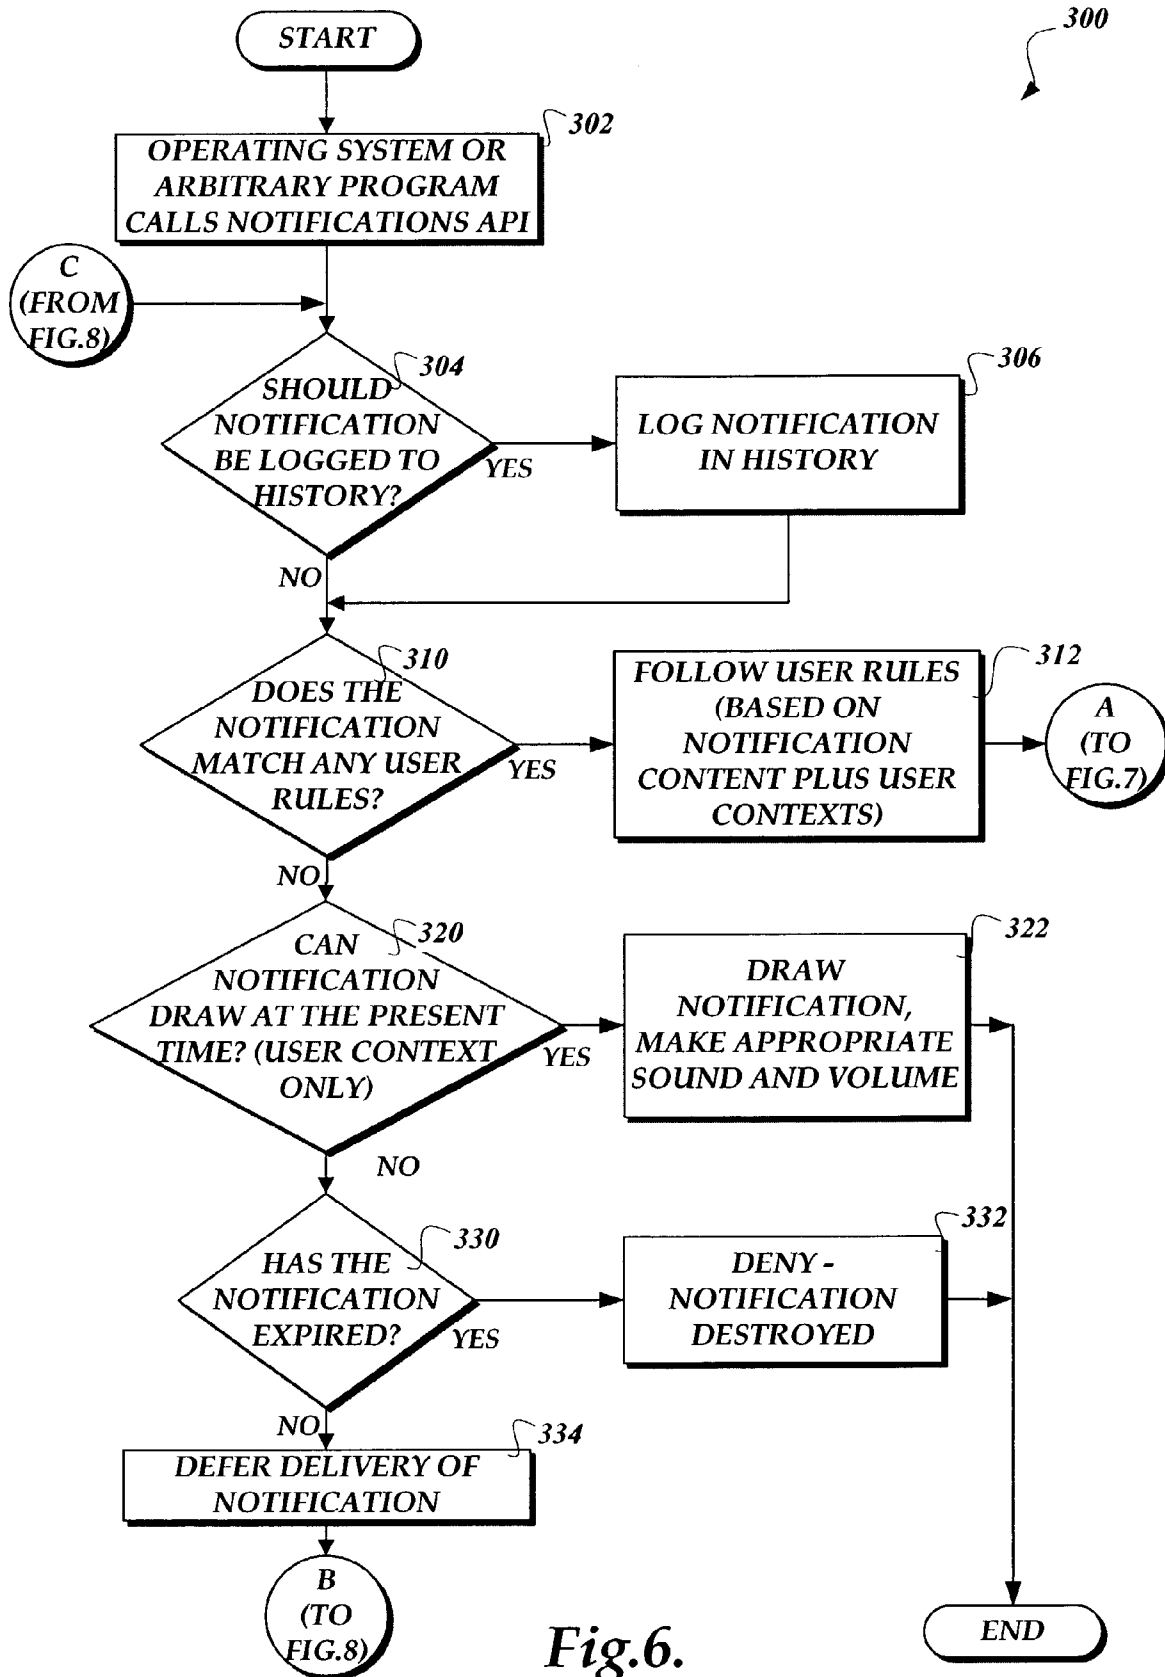 START
300
302
OPERATING SYSTEM OR
ARBITRARY PROGRAM
CALLS NOTIFICATIONS API
C
(FROM
FIG.8)
304
SHOULD
NOTIFICATION
BE LOGGED TO
HISTORY?
YES
306
LOG NOTIFICATION
IN HISTORY
NO
310
DOES THE
NOTIFICATION
MATCH ANY USER
RULES?
YES
312
FOLLOW USER RULES
(BASED ON
NOTIFICATION
CONTENT PLUS USER
CONTEXTS)
A
(TO
FIG.7)
NO
320
CAN
NOTIFICATION
DRAW AT THE PRESENT
TIME? (USER CONTEXT
ONLY)
YES
322
DRAW
NOTIFICATION,
MAKE APPROPRIATE
SOUND AND VOLUME
NO
330
HAS THE
NOTIFICATION
EXPIRED?
YES
332
DENY -
NOTIFICATION
DESTROYED
NO
334
DEFER DELIVERY OF
NOTIFICATION
B
(TO
FIG.8)
END
Fig.6.